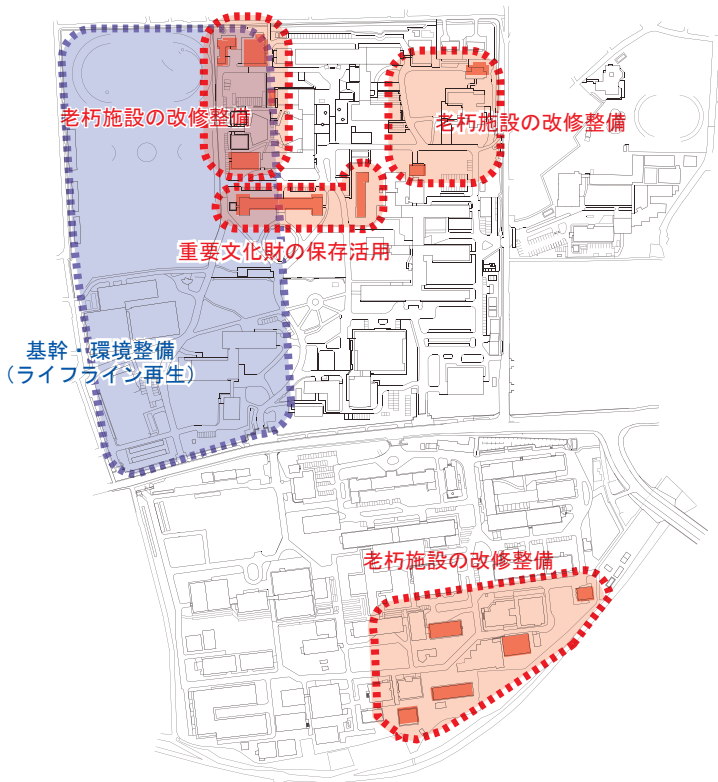 老朽施設の改修整備
老朽施設の改修整備
重要文化財の保存活用
基幹・環境整備
（ライフライン再生）
老朽施設の改修整備